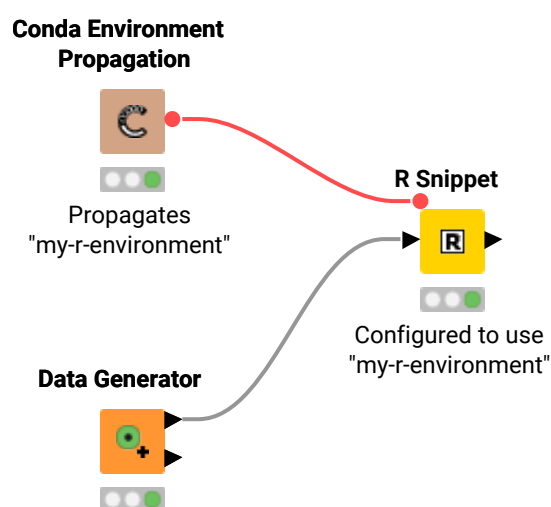 Conda Environment
Propagation
C
Propagates
"my-r-environment"
R Snippet
R
Configured to use
"my-r-environment"
Data Generator